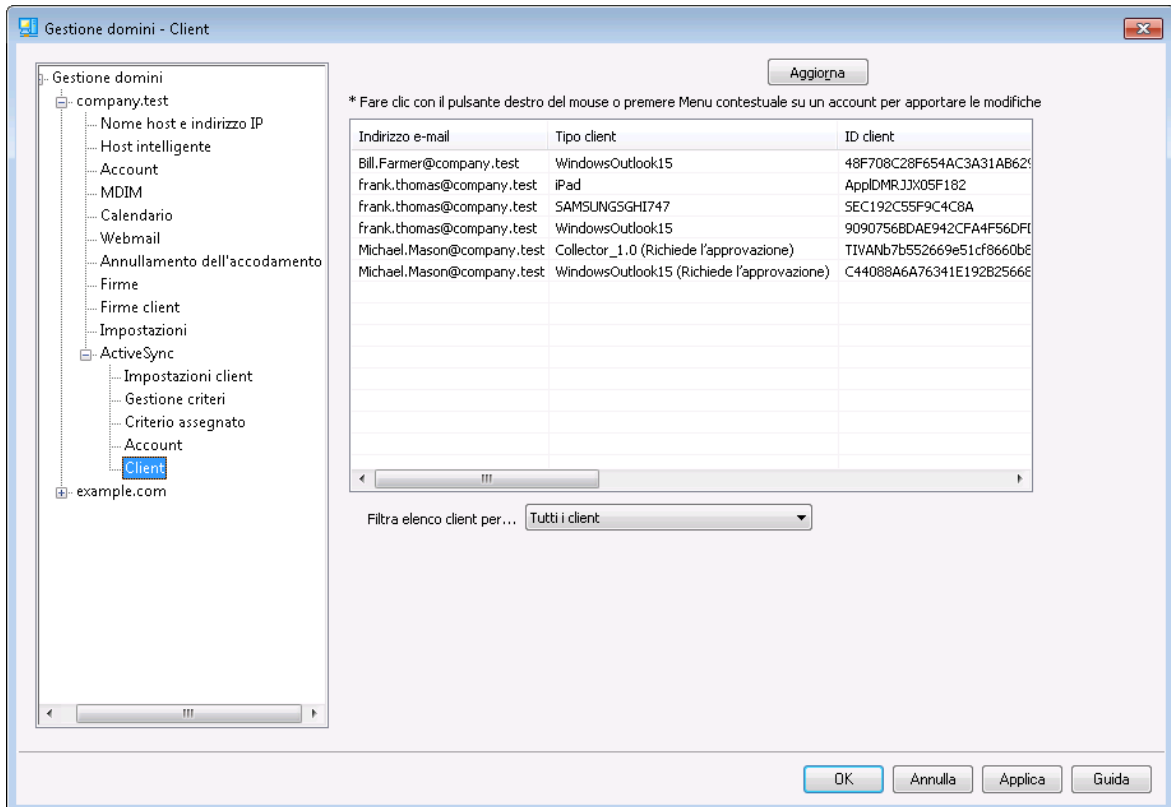 Gestione domini - Client
Gestione domini
company.test
Nome host e indirizzo IP
Host intelligente
Account
MDIM
Calendario
Webmail
Annullamento dell'accodamento
Firme
Firme client
Impostazioni
ActiveSync
Impostazioni client
Gestione criteri
Criterio assegnato
Account
Client
example.com
Aggiorna
* Fare clic con il pulsante destro del mouse o premere Menu contestuale su un account per apportare le modifiche
Indirizzo e-mail Tipo client ID client
Bill.Farmer@company.test WindowsOutlook15 48F708C28F654AC3A31AB629
frank.thomas@company.test iPad ApplDMRJJX05F182
frank.thomas@company.test SAMSUNGSGHI747 SEC192C55F9C4C8A
frank.thomas@company.test WindowsOutlook15 9090756BDAE942CFA4F56DFD
Michael.Mason@company.test Collector_1.0 (Richiede l'approvazione) TIVANb7b552669e51cf8660b8
Michael.Mason@company.test WindowsOutlook15 (Richiede l'approvazione) C44088A6A76341E192B25668
Filtra elenco client per... Tutti i client
OK Annulla Applica Guida